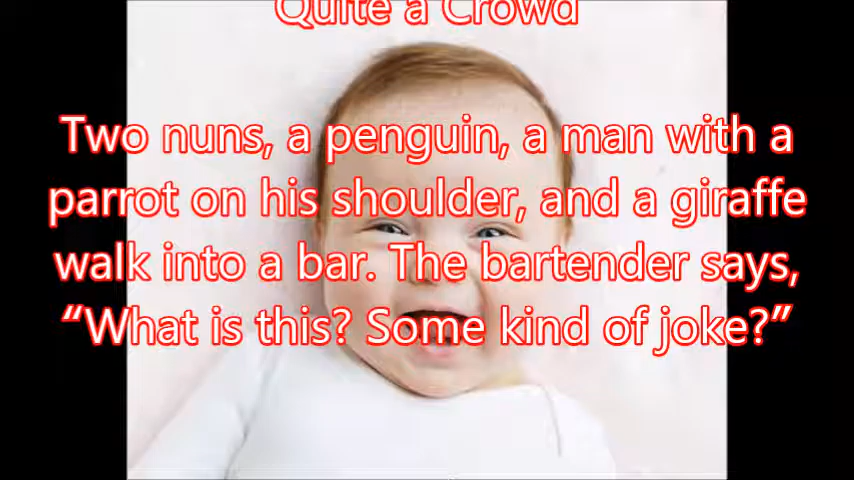 Quite a Crowd
Two nuns, a penguin, a man with a
parrot on his shoulder, and a giraffe
walk into a bar. The bartender says,
“What is this? Some kind of joke?”